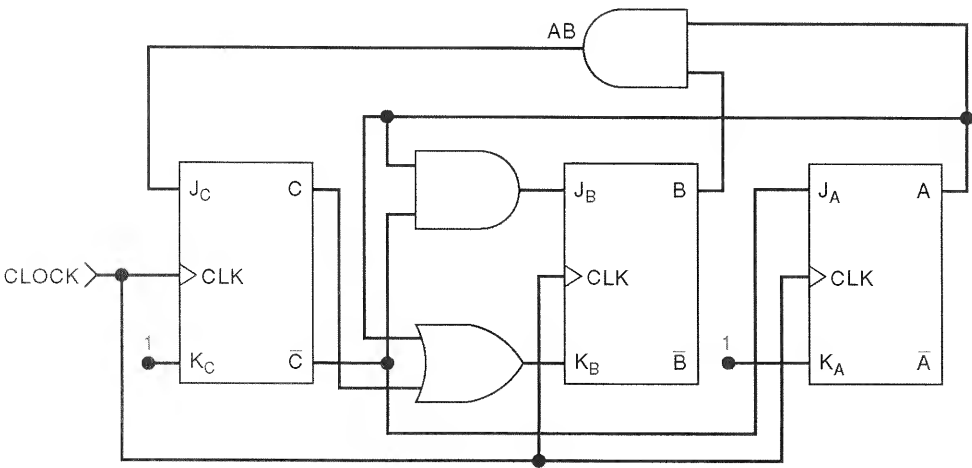 AB
J_C C
CLOCK CLK
1
K_C C̅
J_B B
CLK
K_B B̅
J_A A
CLK
1
K_A A̅